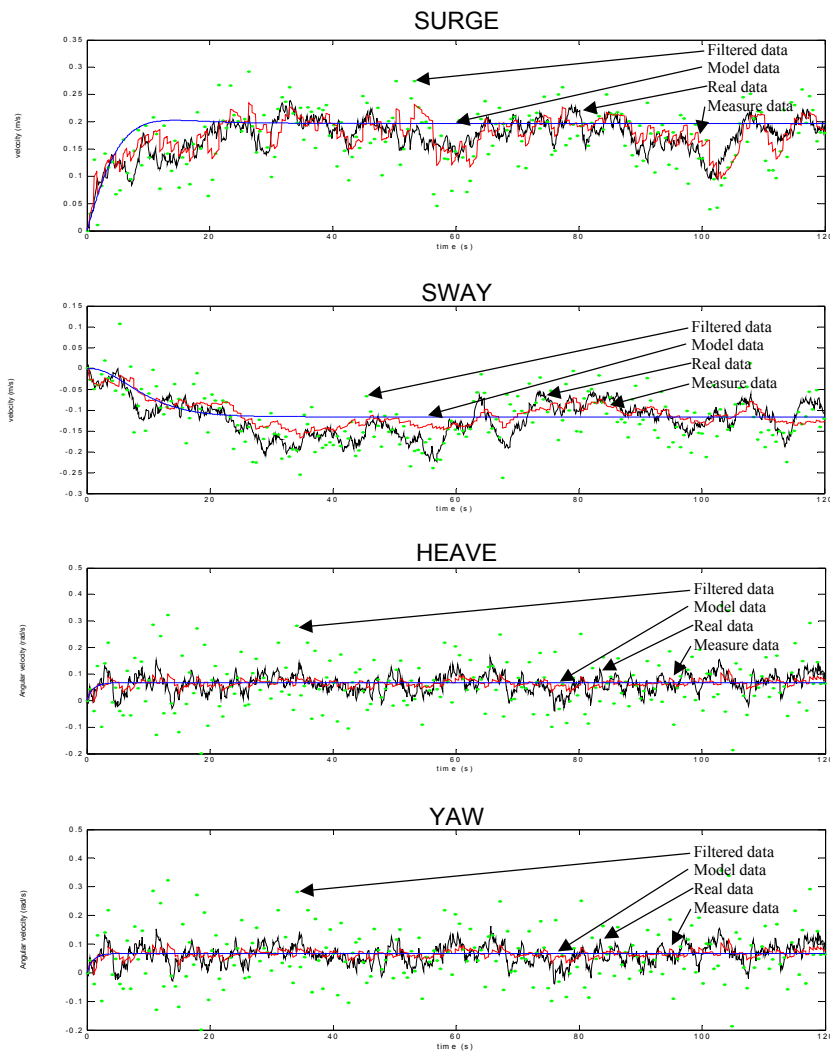 SURGE
0.35
0.3
0.25
0.2
0.15
0.1
0.05
0
velocity (m/s)
Filtered data
Model data
Real data
Measure data
0 20 40 60 80 100 120
time (s)
SWAY
0.15
0.1
0.05
0
-0.05
-0.1
-0.15
-0.2
-0.25
-0.3
velocity (m/s)
Filtered data
Model data
Real data
Measure data
0 20 40 60 80 100 120
time (s)
HEAVE
0.5
0.4
0.3
0.2
0.1
0
-0.1
-0.2
Angular velocity (rad/s)
Filtered data
Model data
Real data
Measure data
0 20 40 60 80 100 120
time (s)
YAW
0.5
0.4
0.3
0.2
0.1
0
-0.1
-0.2
Angular velocity (rad/s)
Filtered data
Model data
Real data
Measure data
0 20 40 60 80 100 120
time (s)